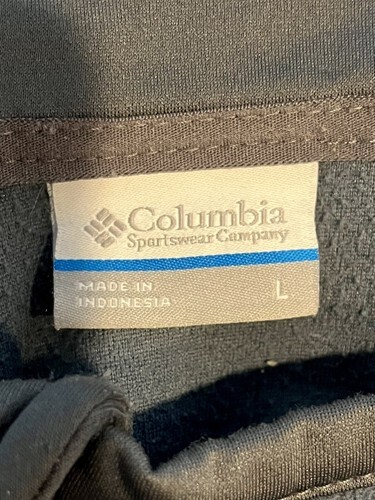 Columbia
Sportswear Company
MADE IN
INDONESIA
L